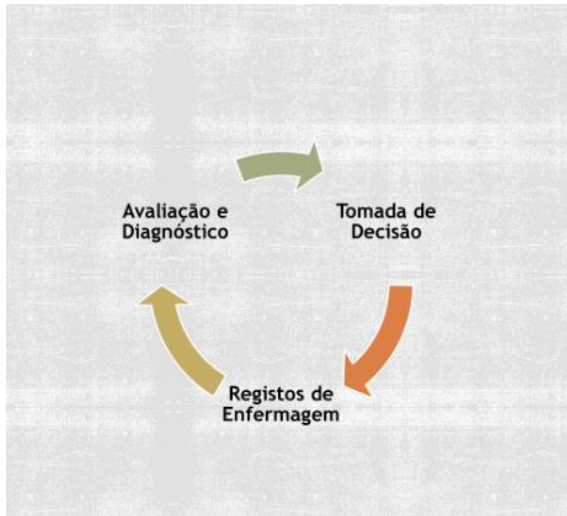 Avaliação e
Diagnóstico
Tomada de
Decisão
Registos de
Enfermagem